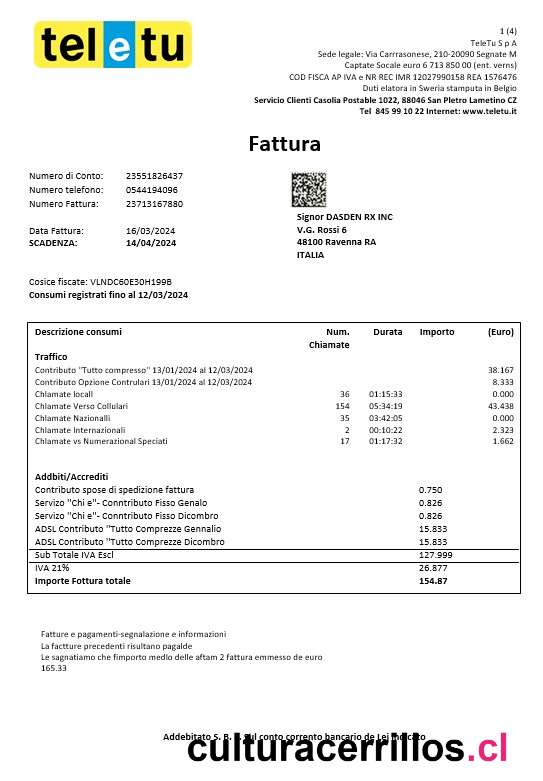 teletu
1 (4)
TeleTu S p A
Sede legale: Via Carrrasonese, 210-20090 Segnate M
Captate Socale euro 6 713 850 00 (ent. verns)
COD FISCA AP IVA e NR REC IMR 12027990158 REA 1576476
Duti elatora in Sweria stamputa in Belgio
Servicio Clienti Casolia Postable 1022, 88046 San Pletro Lametino CZ
Tel 845 99 10 22 Internet: www.teletu.it
Fattura
Numero di Conto: 23551826437
Numero telefono: 0544194096
Numero Fattura: 23713167880
Data Fattura: 16/03/2024
SCADENZA: 14/04/2024
Signor DASDEN RX INC
V.G. Rossi 6
48100 Ravenna RA
ITALIA
Cosice fiscate: VLNDC60E30H199B
Consumi registrati fino al 12/03/2024
Descrizione consumi Num. Chiamate Durata Importo (Euro)
Traffico
Contributo "Tutto compresso" 13/01/2024 al 12/03/2024 38.167
Contributo Opzione Contrulari 13/01/2024 al 12/03/2024 8.333
Chlamate locall 36 01:15:33 0.000
Chlamate Verso Collulari 154 05:34:19 43.438
Chlamate Nazionalli 35 03:42:05 0.000
Chlamate Internazionali 2 00:10:22 2.323
Chlamate vs Numerazional Speciati 17 01:17:32 1.662
Addbiti/Accrediti
Contributo spose di spedizione fattura 0.750
Servizo "Chi e"- Conntributo Fisso Genalo 0.826
Servizo "Chi e"- Conntributo Fisso Dicombro 0.826
ADSL Contributo "Tutto Comprezze Gennalio 15.833
ADSL Contributo "Tutto Comprezze Dicombro 15.833
Sub Totale IVA Escl 127.999
IVA 21% 26.877
Importe Fottura totale 154.87
Fatture e pagamenti-segnalazione e informazioni
La factture precedenti risultano pagalde
Le sagnatiamo che fimporto medlo delle aftam 2 fattura emmesso de euro
165.33
Addebitato S. B. F. Sul conto corrento bancario de Lei indicato
culturacerrillos.cl